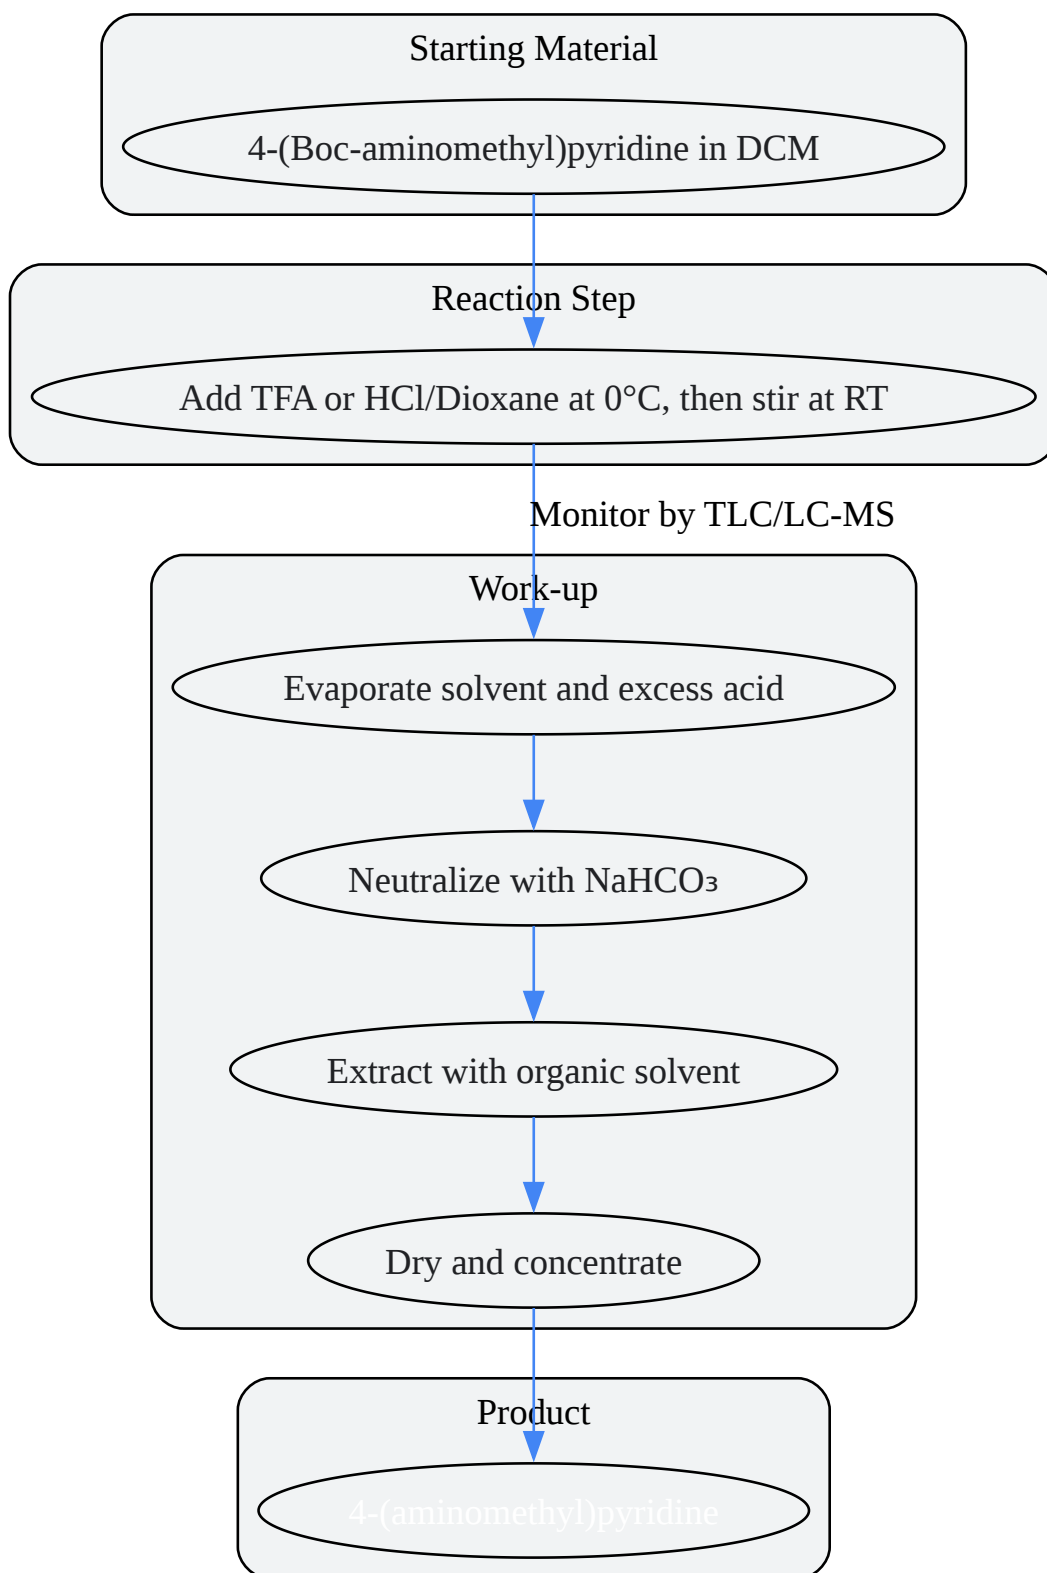 Starting Material
4-(Boc-aminomethyl)pyridine in DCM
Reaction Step
Add TFA or HCl/Dioxane at 0°C, then stir at RT
Monitor by TLC/LC-MS
Work-up
Evaporate solvent and excess acid
Neutralize with NaHCO₃
Extract with organic solvent
Dry and concentrate
Product
4-(aminomethyl)pyridine